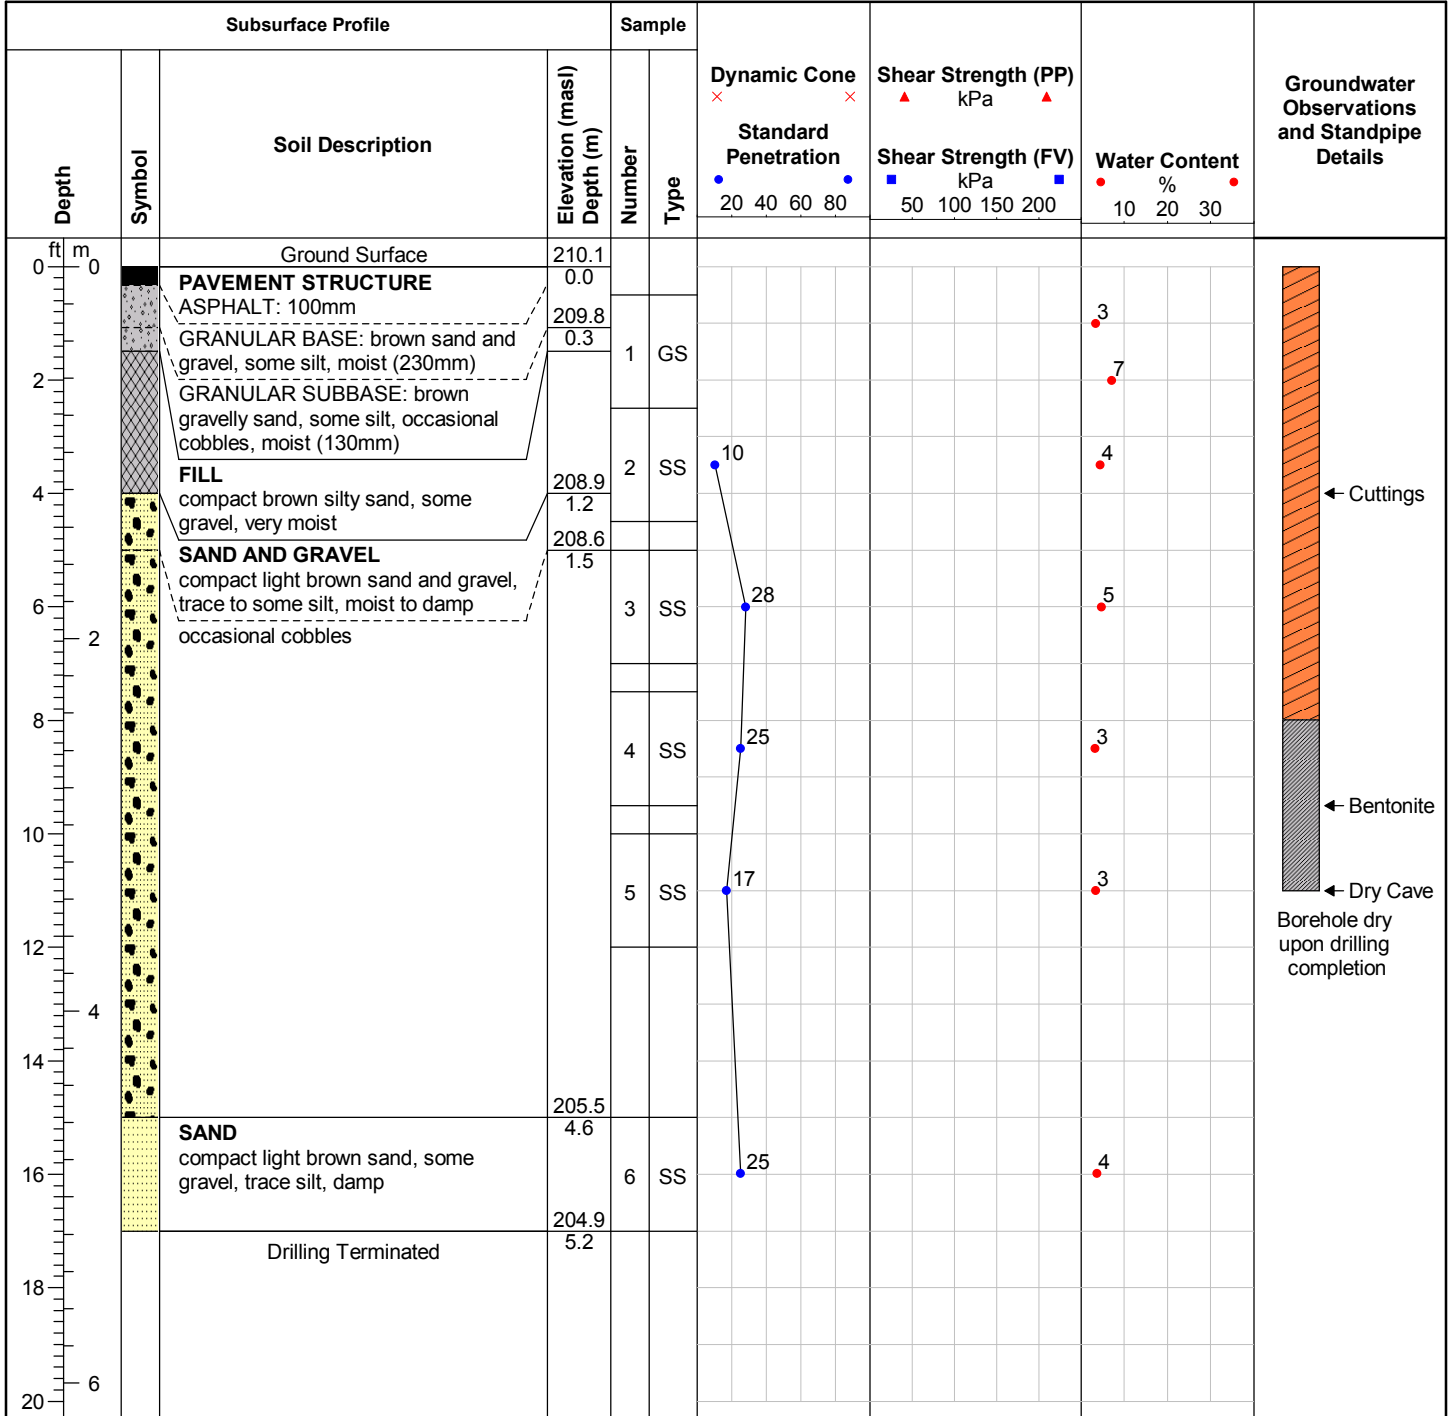 Subsurface Profile
Sample
Depth
Symbol
Soil Description
Elevation (masl)
Depth (m)
Number
Type
Dynamic Cone
Standard
Penetration
20 40 60 80
Shear Strength (PP)
kPa
Shear Strength (FV)
kPa
50 100 150 200
Water Content
%
10 20 30
Groundwater
Observations
and Standpipe
Details
ft m
Ground Surface
210.1
0 0
0.0
PAVEMENT STRUCTURE
ASPHALT: 100mm
209.8
0.3
GRANULAR BASE: brown sand and
gravel, some silt, moist (230mm)
1 GS
3
7
2
GRANULAR SUBBASE: brown
gravelly sand, some silt, occasional
cobbles, moist (130mm)
2 SS
10
4
FILL
compact brown silty sand, some
gravel, very moist
208.9
1.2
4
Cuttings
208.6
1.5
SAND AND GRAVEL
compact light brown sand and gravel,
trace to some silt, moist to damp
occasional cobbles
3 SS
28
5
6
2
8
4 SS
25
3
Bentonite
10
5 SS
17
3
Dry Cave
Borehole dry
upon drilling
completion
12
4
14
205.5
4.6
SAND
compact light brown sand, some
gravel, trace silt, damp
6 SS
25
4
16
204.9
5.2
Drilling Terminated
18
6
20